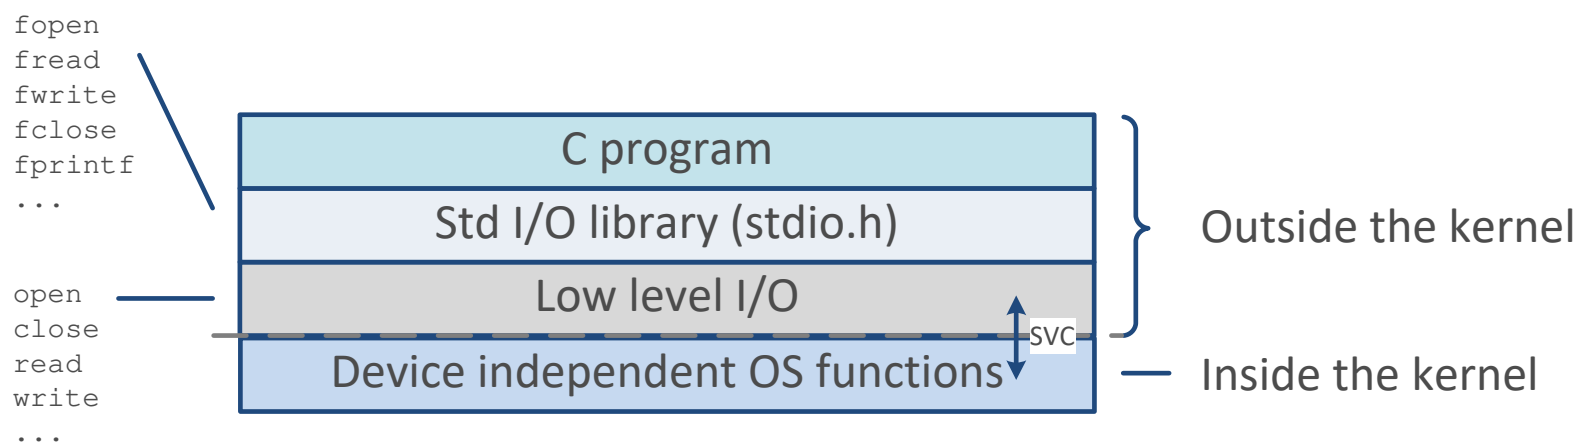 fopen
fread
fwrite
fclose
fprintf
...
open
close
read
write
...
C program
Std I/O library (stdio.h)
Low level I/O
SVC
Device independent OS functions
Outside the kernel
Inside the kernel